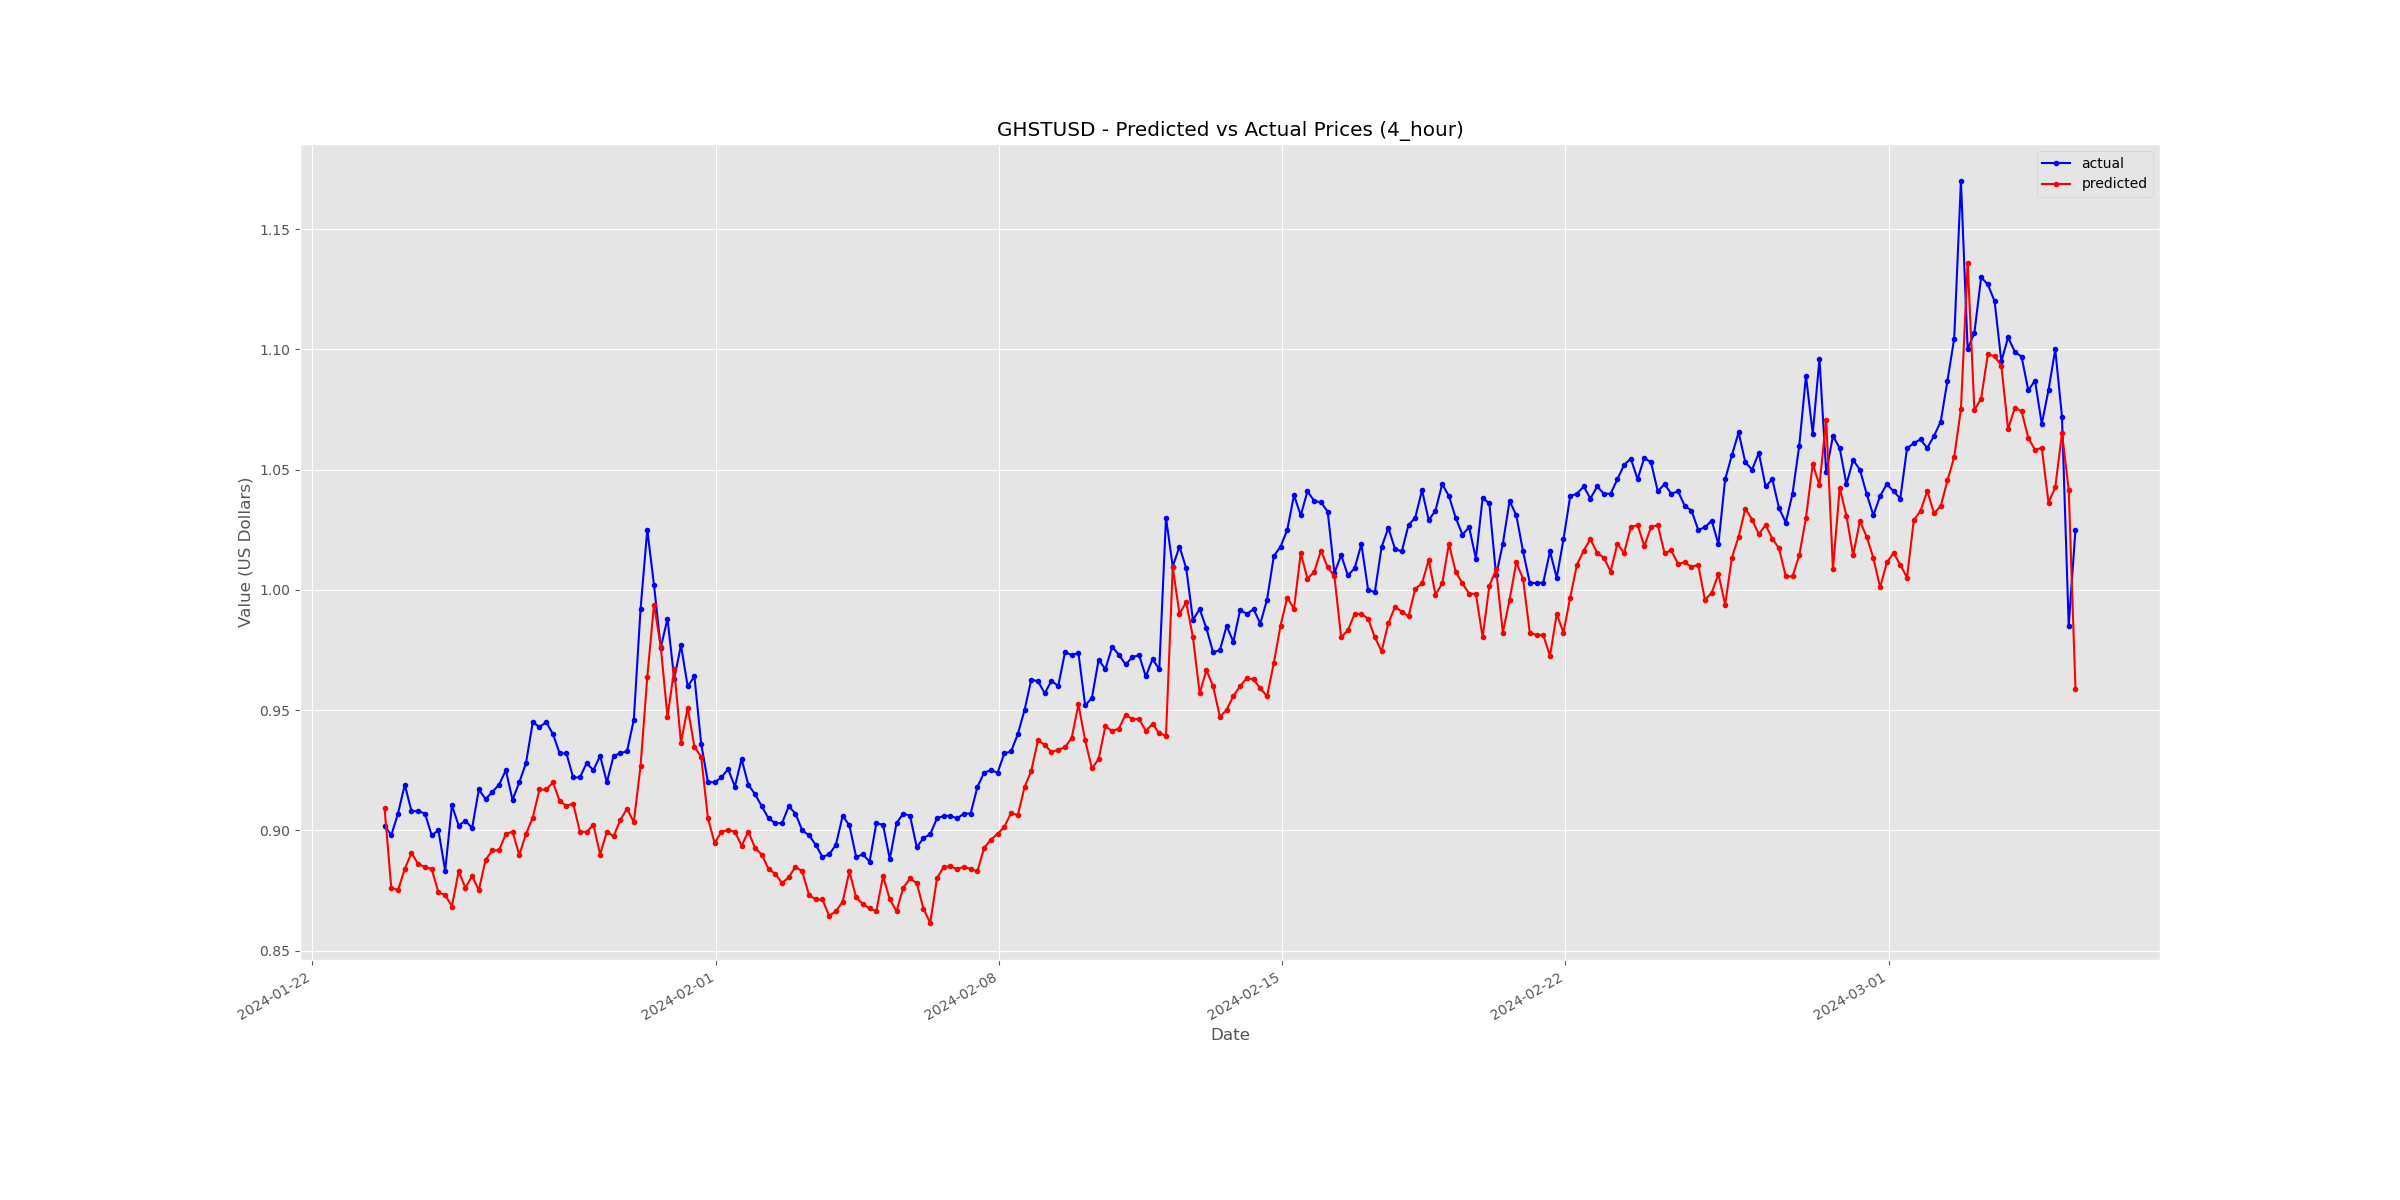 GHSTUSD - Predicted vs Actual Prices (4_hour)
actual
predicted
1.15
1.10
1.05
1.00
0.95
0.90
0.85
Value (US Dollars)
2024-01-22
2024-02-01
2024-02-08
2024-02-15
2024-02-22
2024-03-01
Date